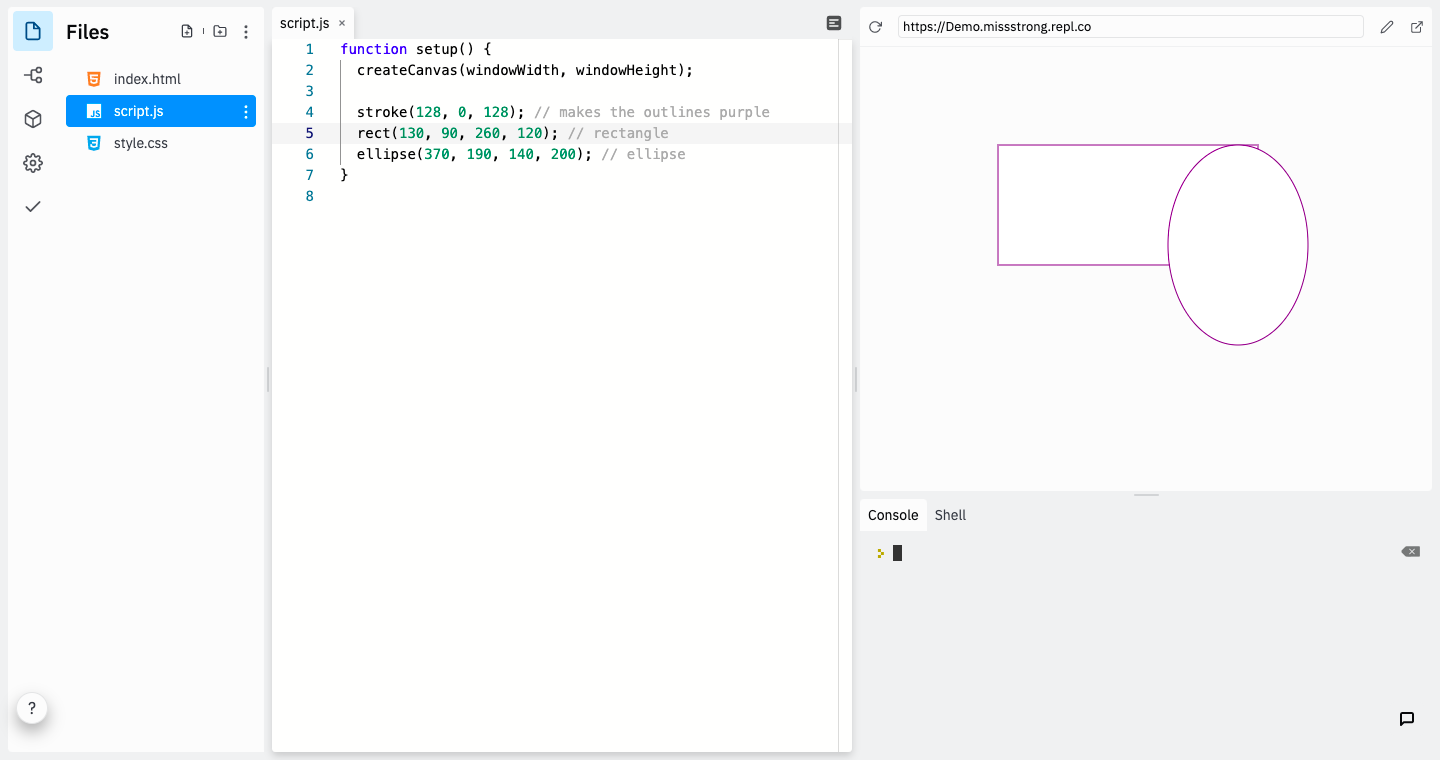 Files
index.html
script.js
style.css
?
script.js ×
1 function setup() {
2 createCanvas(windowWidth, windowHeight);
3
4 stroke(128, 0, 128); // makes the outlines purple
5 rect(130, 90, 260, 120); // rectangle
6 ellipse(370, 190, 140, 200); // ellipse
7 }
8
https://Demo.missstrong.repl.co
Console Shell
>